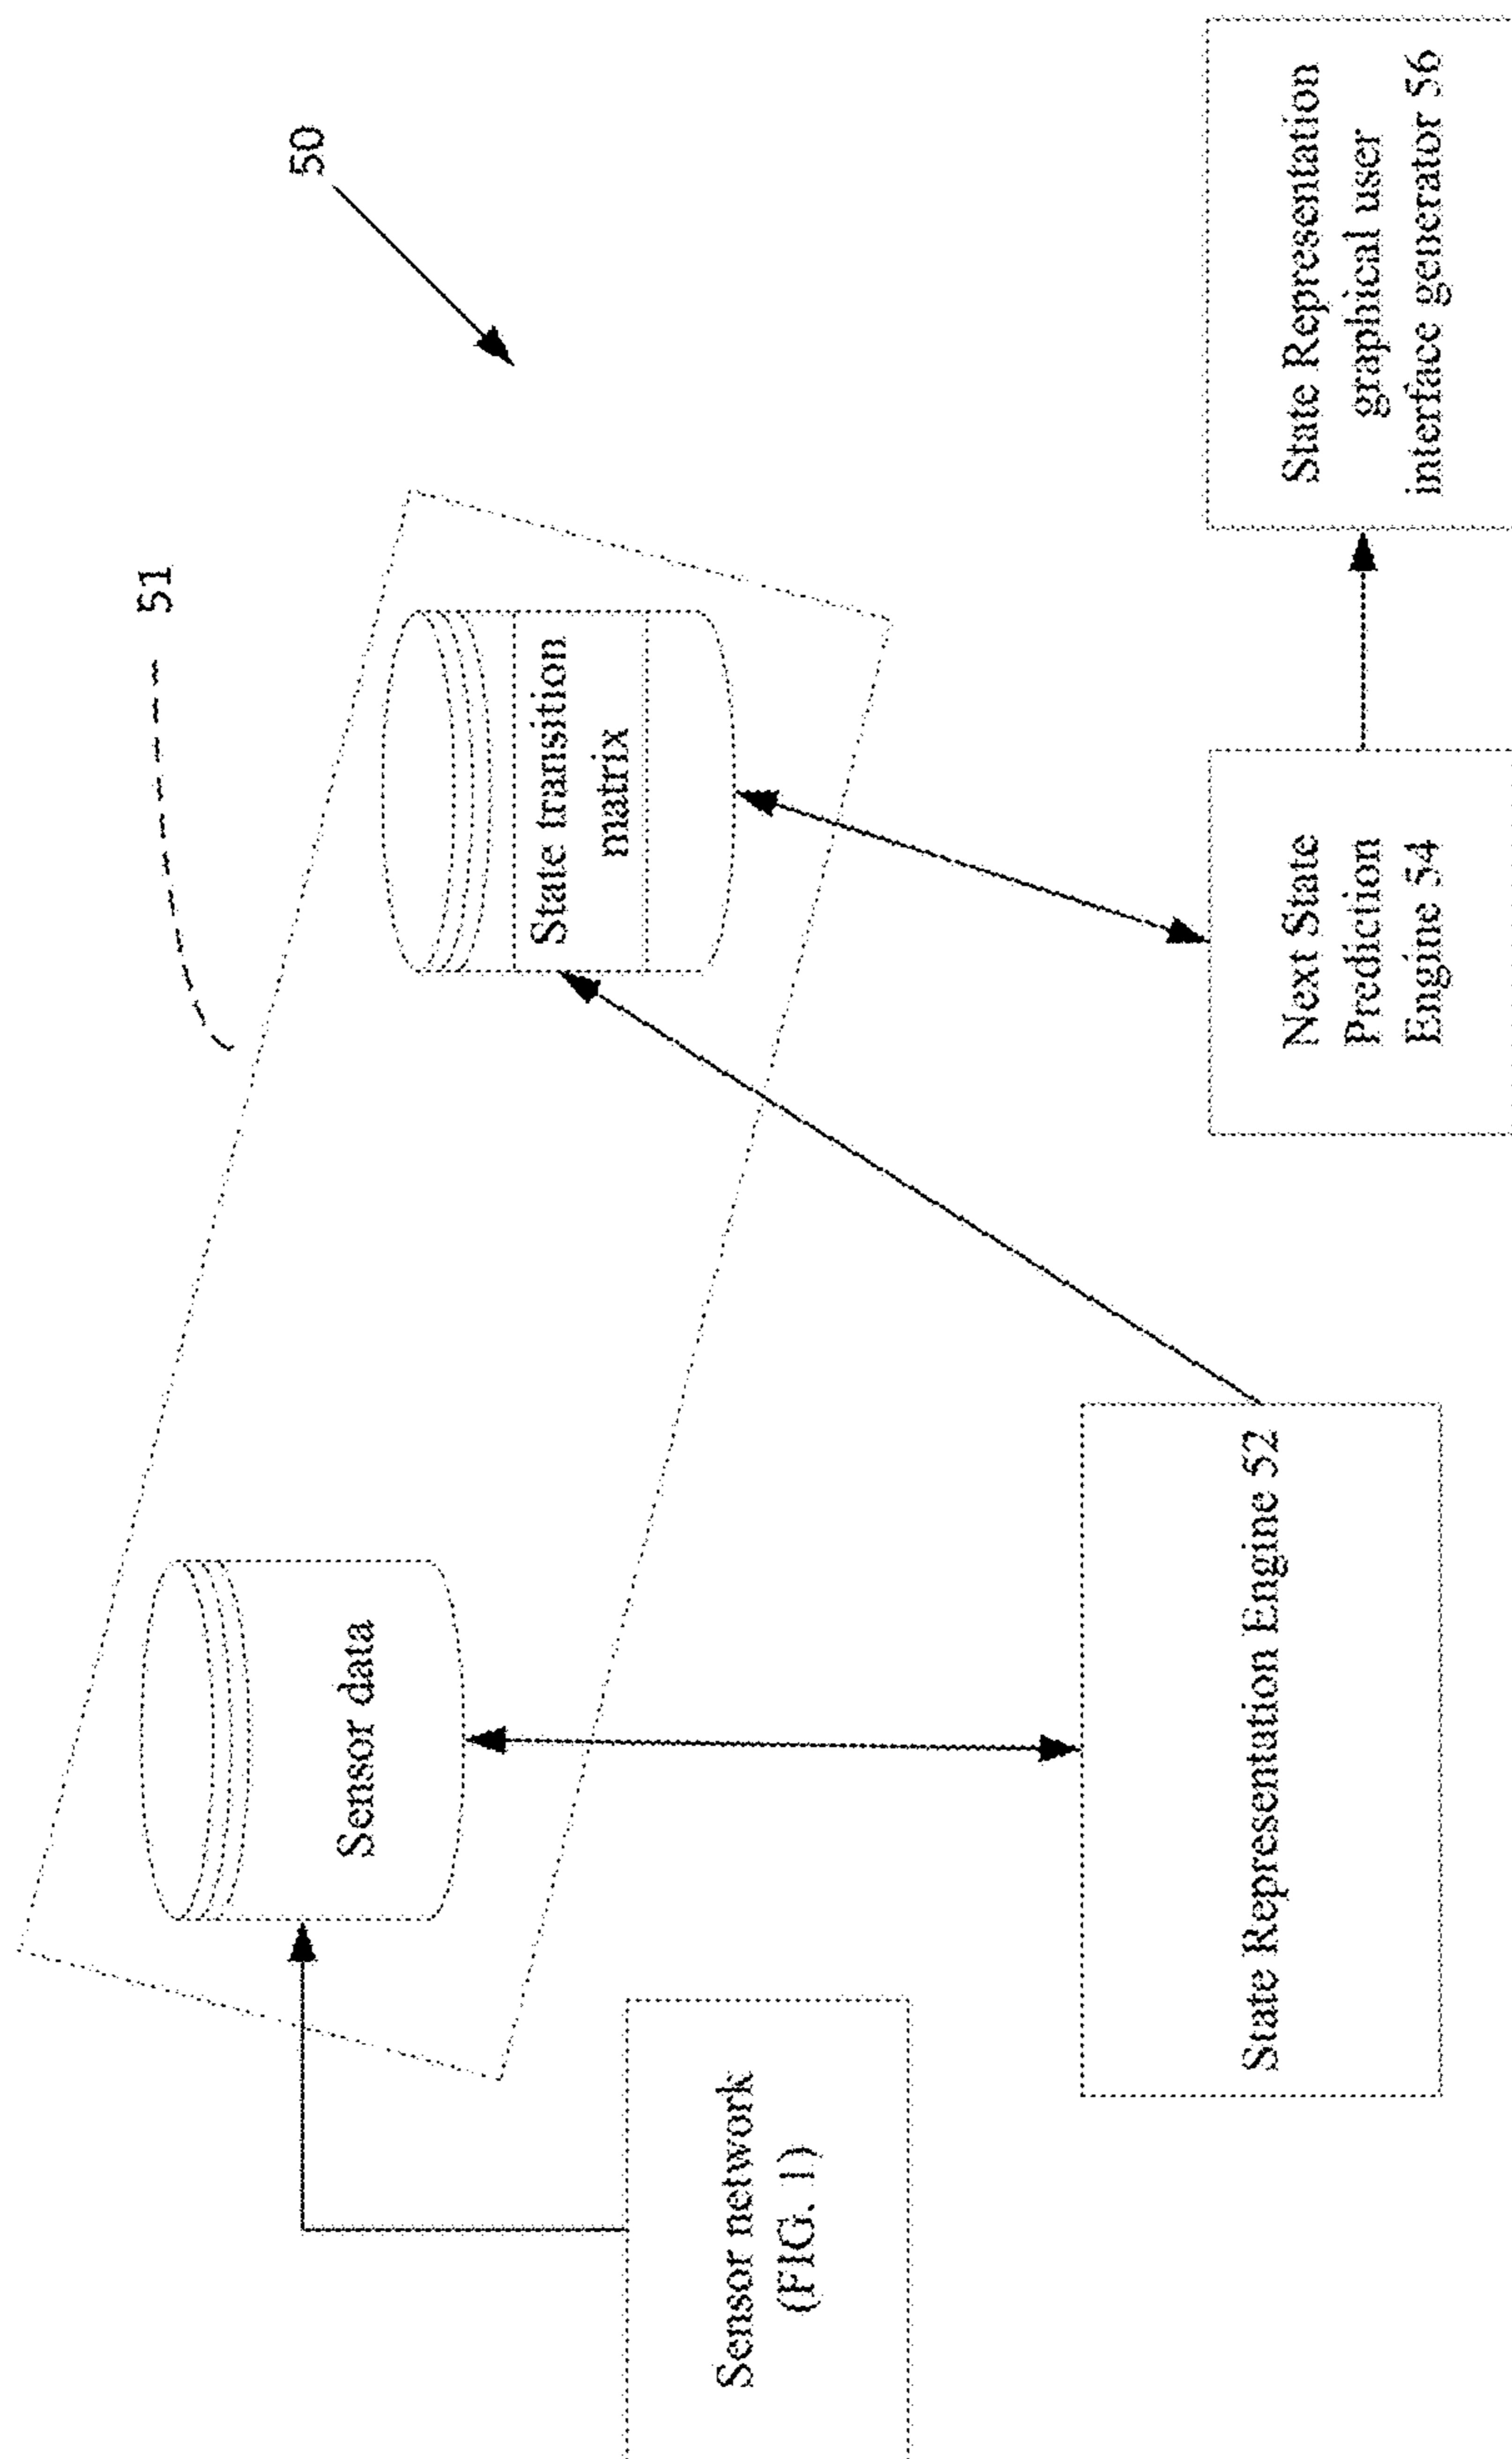 50
51
Sensor data
State transition
matrix
Sensor network
(FIG. 1)
State Representation Engine 52
Next State
Prediction
Engine 54
State Representation
graphical user
interface generator 56